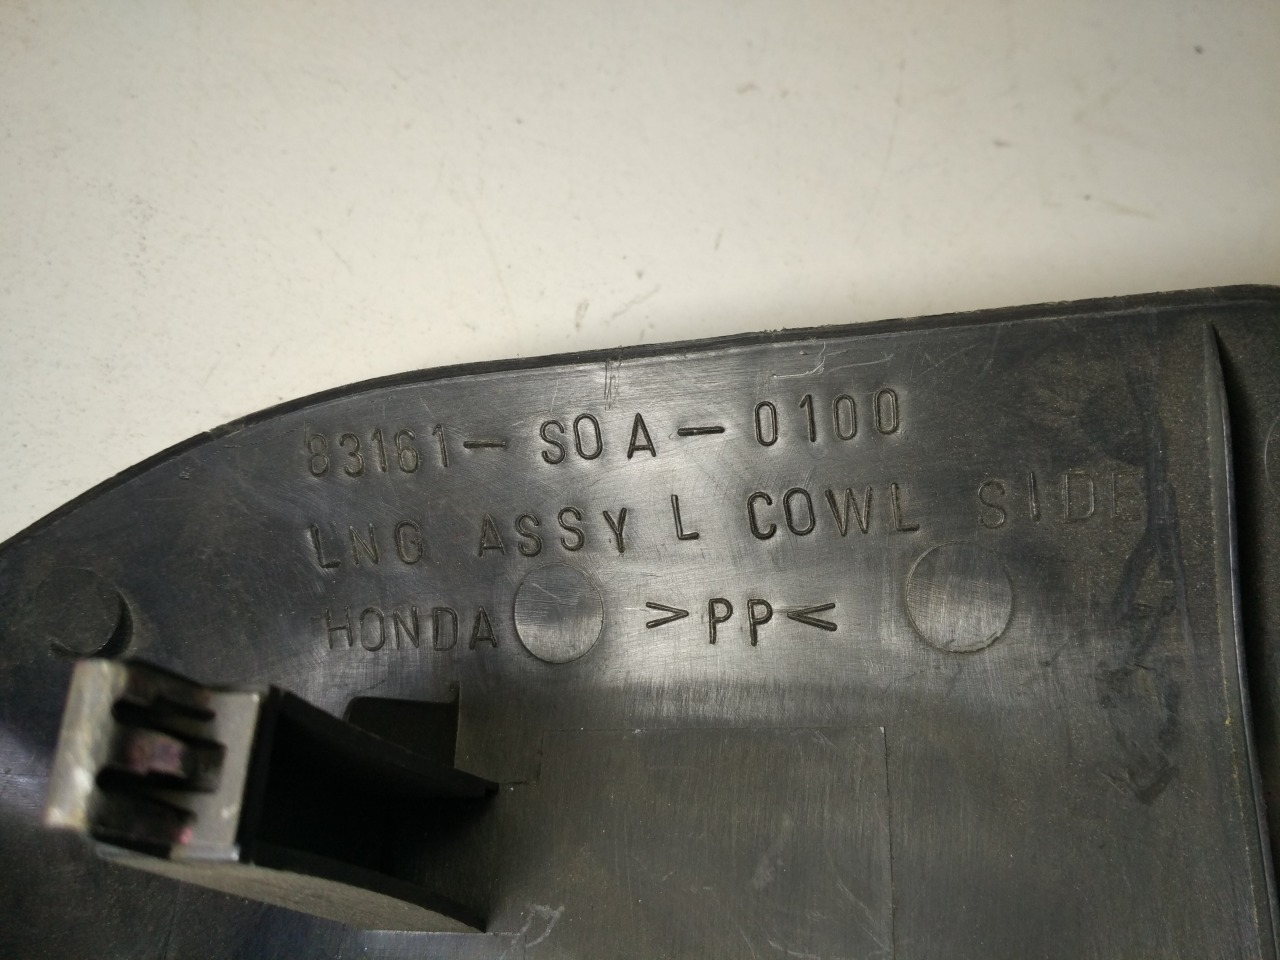 83161-S0A-0100
LNG ASSY L COWL SIDE
HONDA >PP<